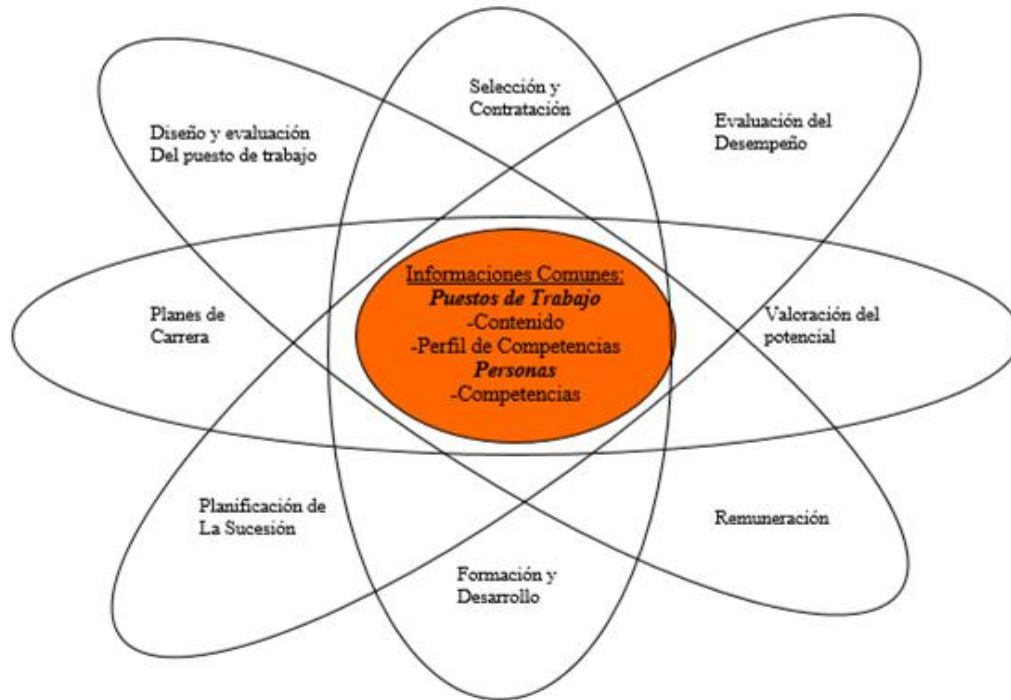 Selección y
Contratación
Evaluación del
Desempeño
Diseño y evaluación
Del puesto de trabajo
Informaciones Comunes:
Puestos de Trabajo
-Contenido
-Perfil de Competencias
Personas
-Competencias
Planes de
Carrera
Valoración del
potencial
Planificación de
La Sucesión
Remuneración
Formación y
Desarrollo